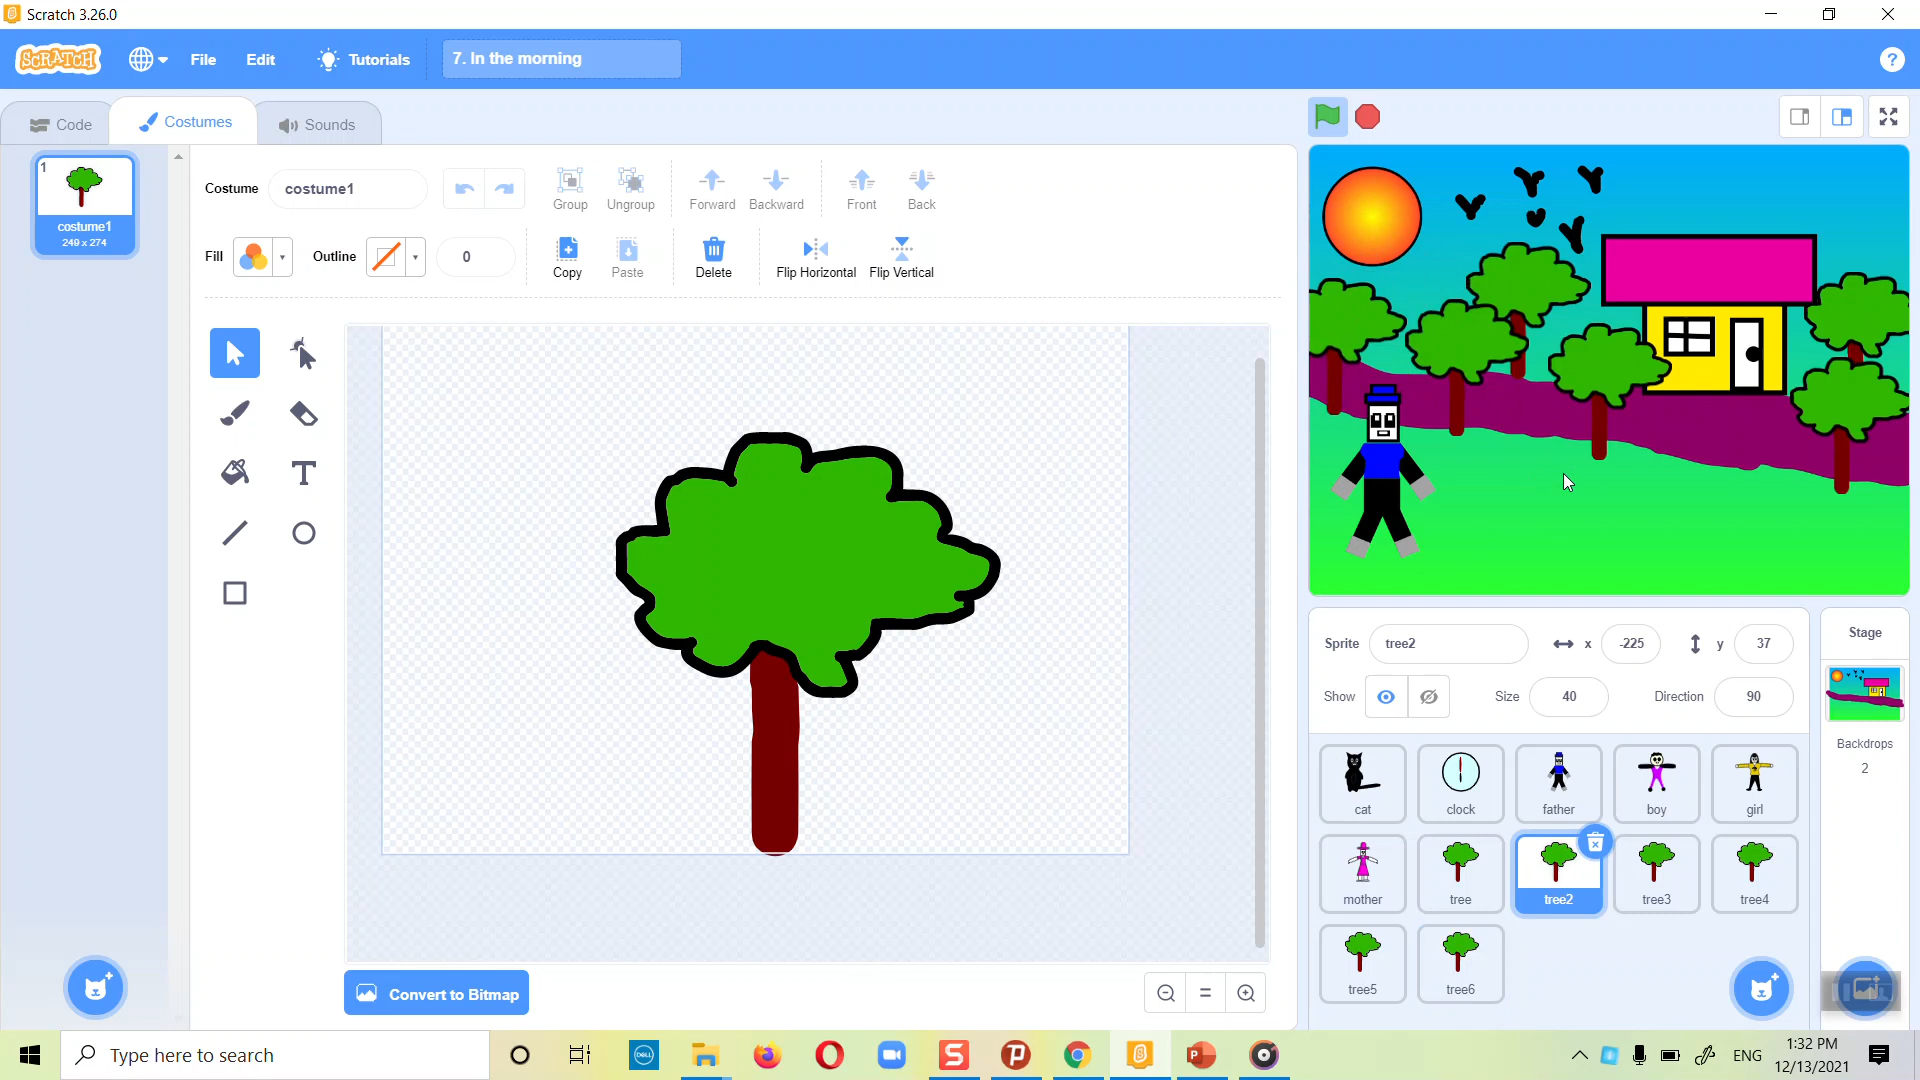 Scratch 3.26.0
SCRATCH
File
Edit
Tutorials
7. In the morning
?
Code
Costumes
Sounds
1
costume1
249 x 274
Costume
costume1
Group
Ungroup
Forward
Backward
Front
Back
Fill
Outline
0
Copy
Paste
Delete
Flip Horizontal
Flip Vertical
T
Convert to Bitmap
Sprite
tree2
x
-225
y
37
Show
Size
40
Direction
90
Stage
Backdrops
2
cat
clock
father
boy
girl
mother
tree
tree2
tree3
tree4
tree5
tree6
Type here to search
DELL
ENG
1:32 PM
12/13/2021